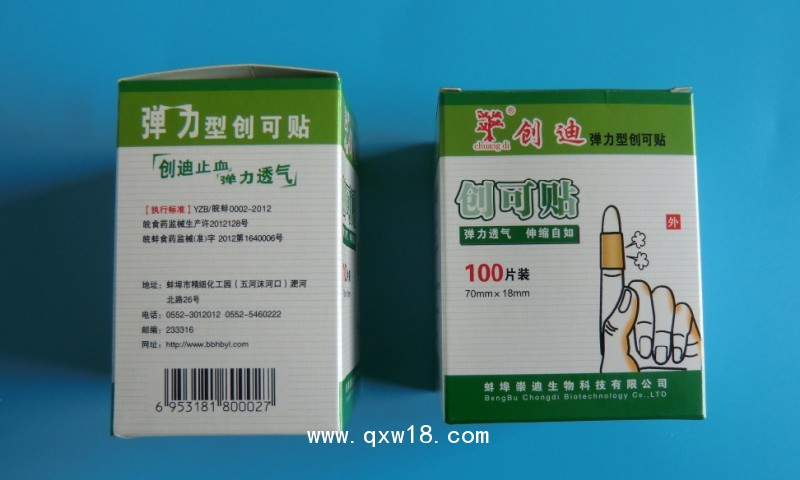 弹力型创可贴
创迪止血
弹力透气
【执行标准】YZB/皖蚌0002-2012
皖食药监械生产许20120128号
皖蚌食药监械(准)字 2012第1640006号
地址：蚌埠市精细化工园（五河沫河口）淝河
北路26号
电话：0552-3012012 0552-5460222
邮编：233316
网址：http://www.bbhbyl.com
6 953181 800027
创迪®
chuang di
弹力型创可贴
创可贴
弹力透气 伸缩自如
外
100片装
70mm×18mm
蚌埠崇迪生物科技有限公司
BengBu Chongdi Biotechnology Co.,LTD
www.qxw18.com